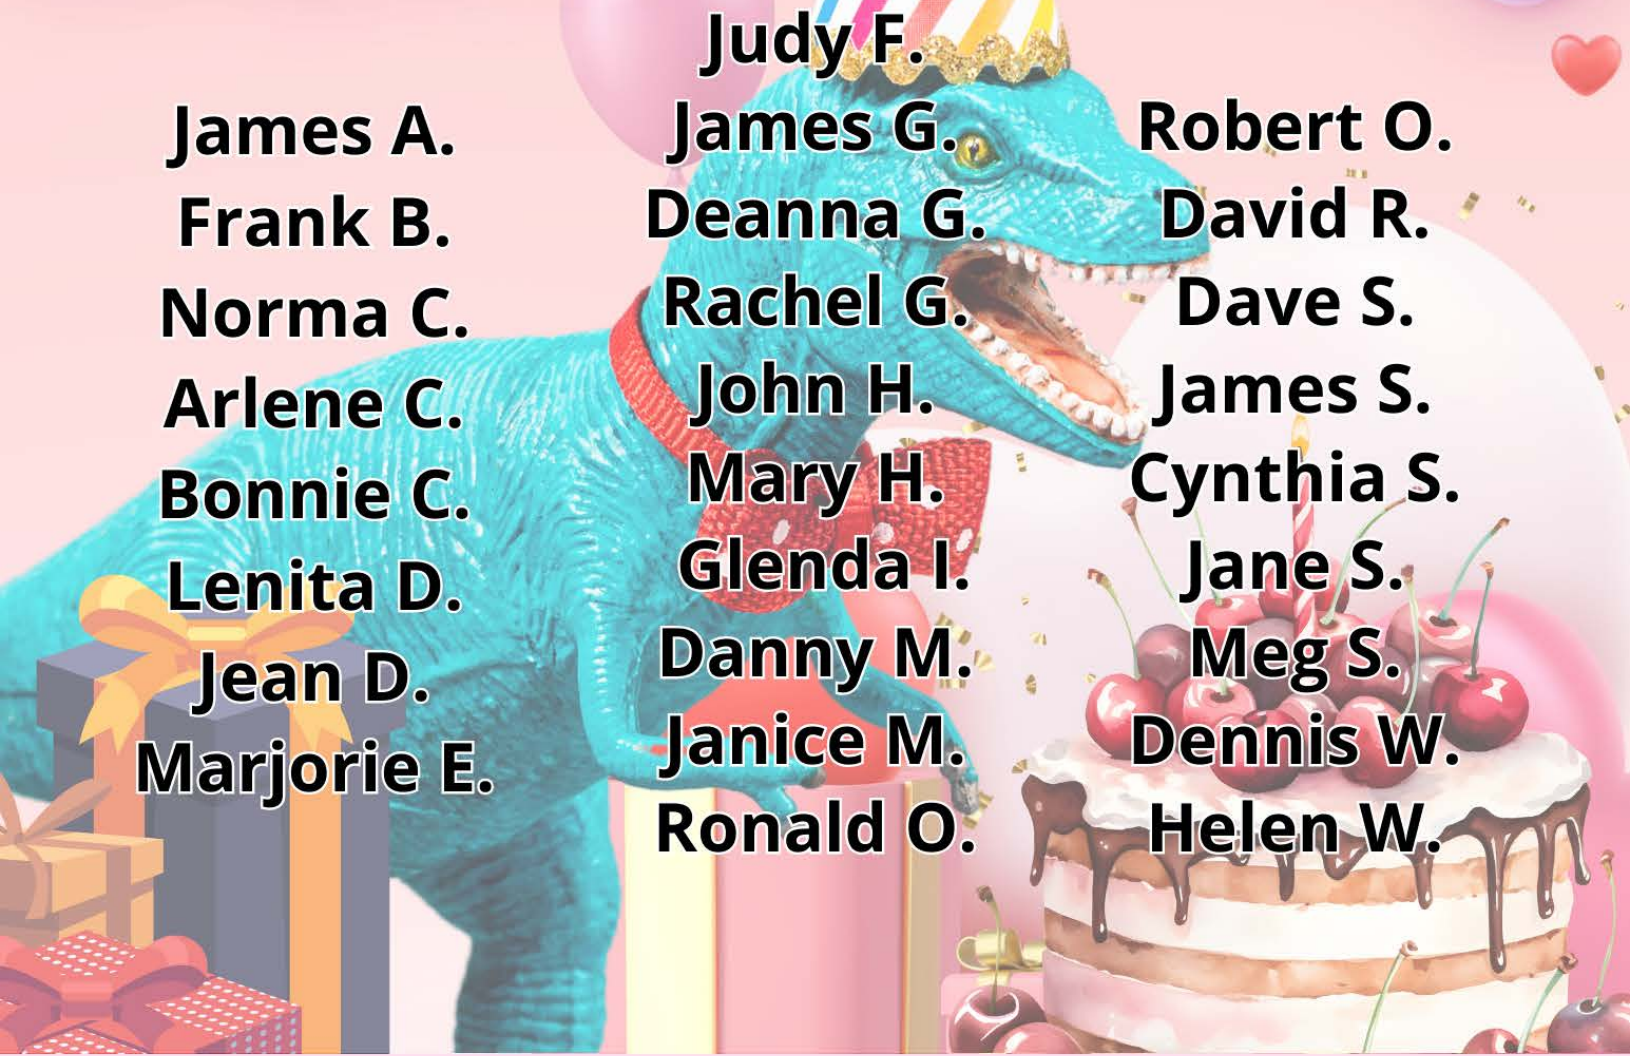 James A.
Frank B.
Norma C.
Arlene C.
Bonnie C.
Lenita D.
Jean D.
Marjorie E.
Judy F.
James G.
Deanna G.
Rachel G.
John H.
Mary H.
Glenda I.
Danny M.
Janice M.
Ronald O.
Robert O.
David R.
Dave S.
James S.
Cynthia S.
Jane S.
Meg S.
Dennis W.
Helen W.